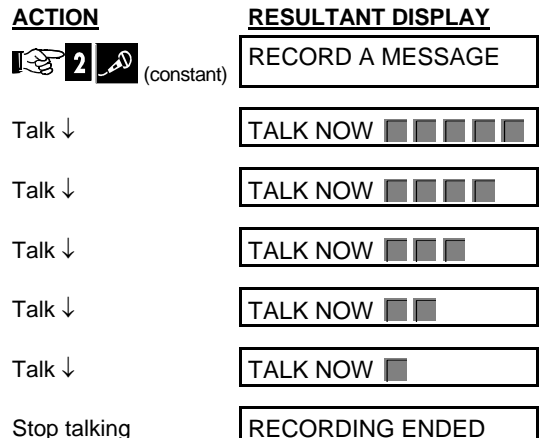 ACTION RESULTANT DISPLAY
2 (constant) RECORD A MESSAGE
Talk ↓ TALK NOW
Talk ↓ TALK NOW
Talk ↓ TALK NOW
Talk ↓ TALK NOW
Talk ↓ TALK NOW
Stop talking RECORDING ENDED